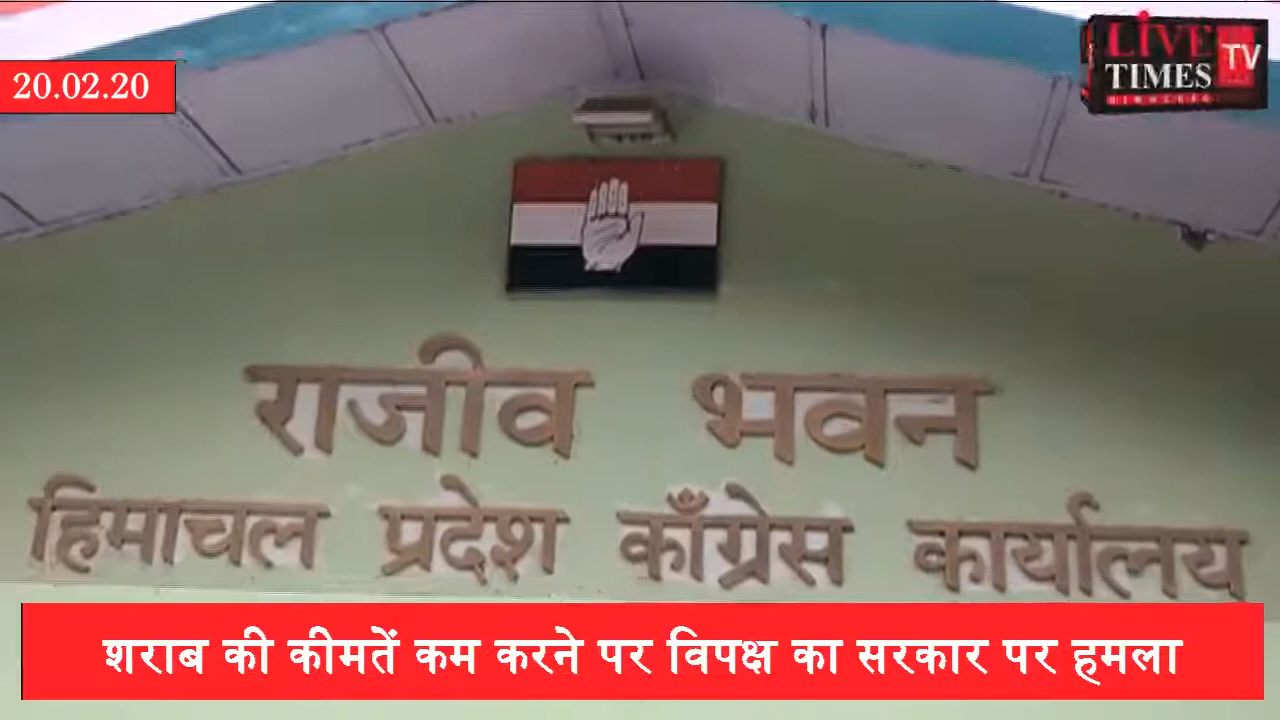 20.02.20
LIVE
TIMES TV
राजीव भवन
हिमाचल प्रदेश काँग्रेस कार्यालय
शराब की कीमतें कम करने पर विपक्ष का सरकार पर हमला